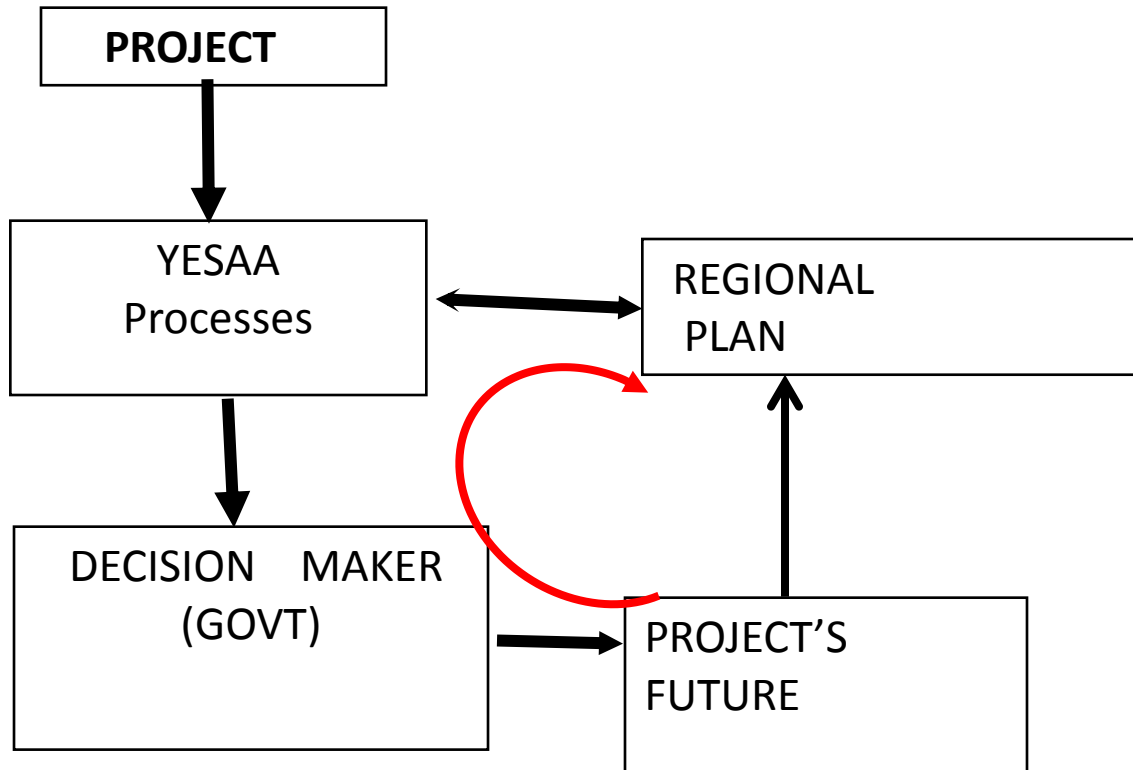 PROJECT
YESAA
Processes
REGIONAL
PLAN
DECISION MAKER
(GOVT)
PROJECT’S
FUTURE